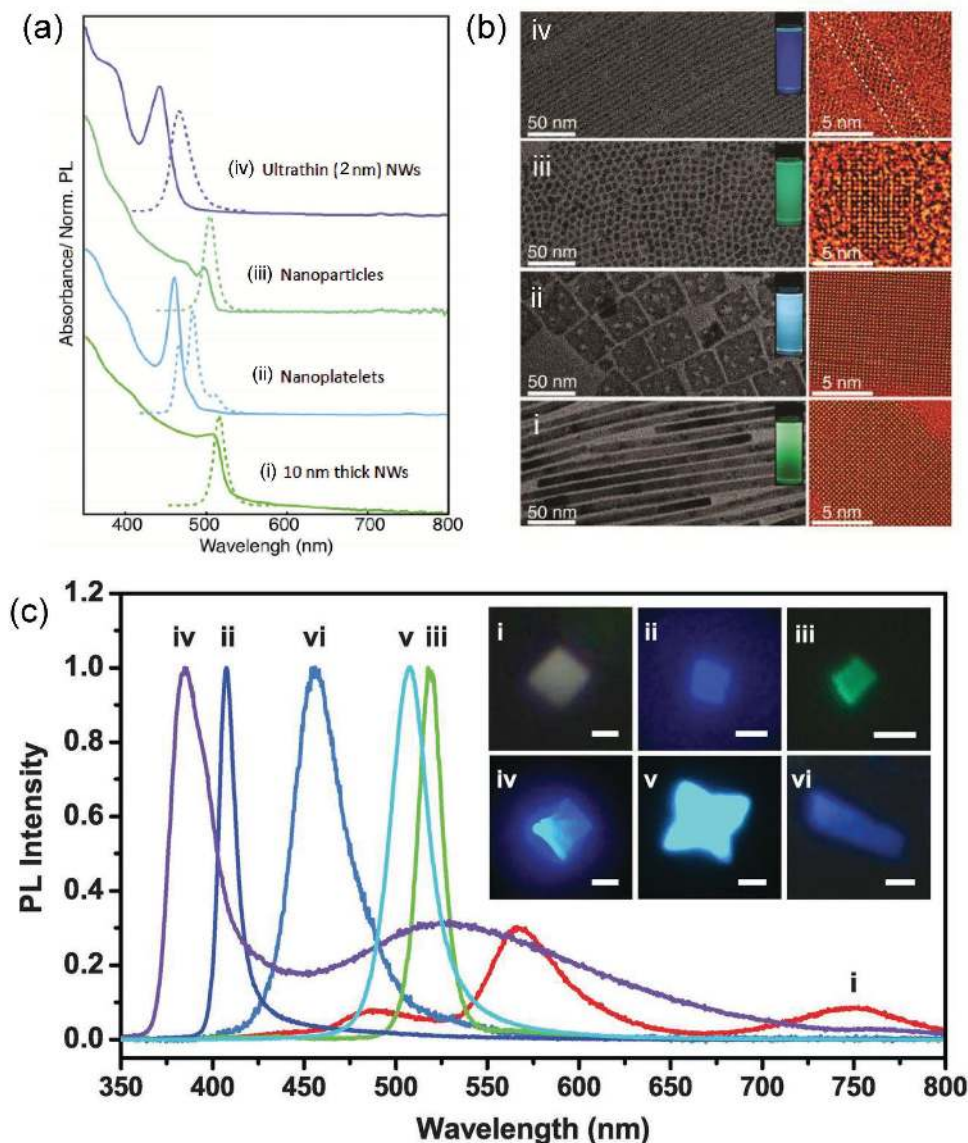 (a)
Absorbance/ Norm. PL
(iv) Ultrathin (2 nm) NWs
(iii) Nanoparticles
(ii) Nanoplatelets
(i) 10 nm thick NWs
400 500 600 700 800
Wavelengh (nm)
(b)
iv
50 nm
5 nm
iii
50 nm
5 nm
ii
50 nm
5 nm
i
50 nm
5 nm
(c)
PL Intensity
1.2
1.0
0.8
0.6
0.4
0.2
0.0
iv ii vi v iii
i
i ii iii
iv v vi
350 400 450 500 550 600 650 700 750 800
Wavelength (nm)